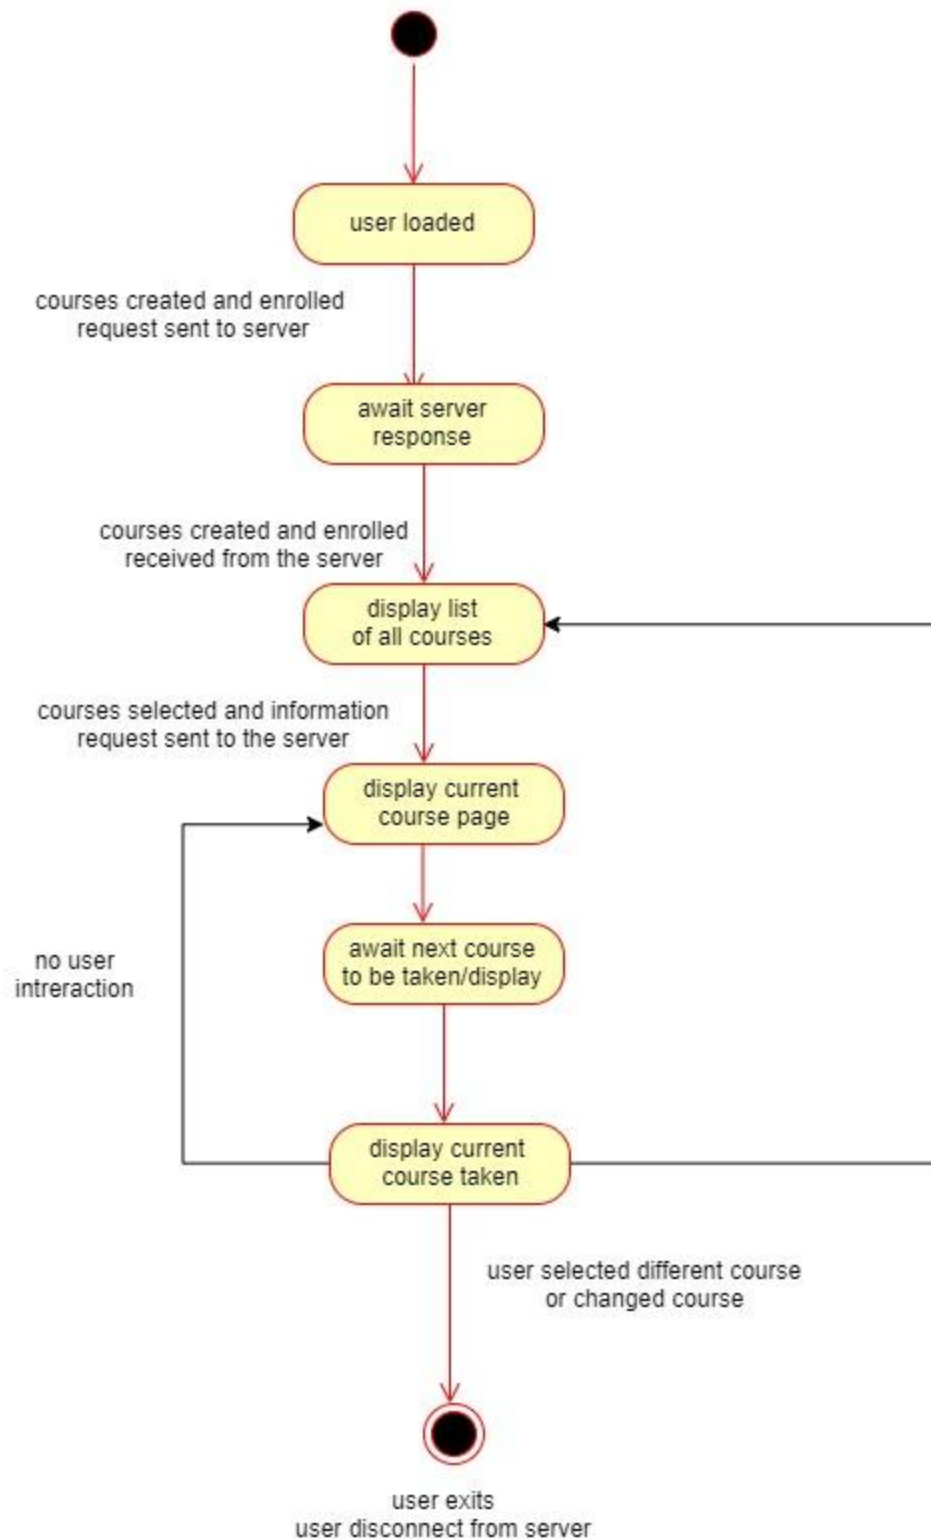 user loaded
courses created and enrolled
request sent to server
await server
response
courses created and enrolled
received from the server
display list
of all courses
courses selected and information
request sent to the server
display current
course page
await next course
to be taken/display
no user
intreraction
display current
course taken
user selected different course
or changed course
user exits
user disconnect from server